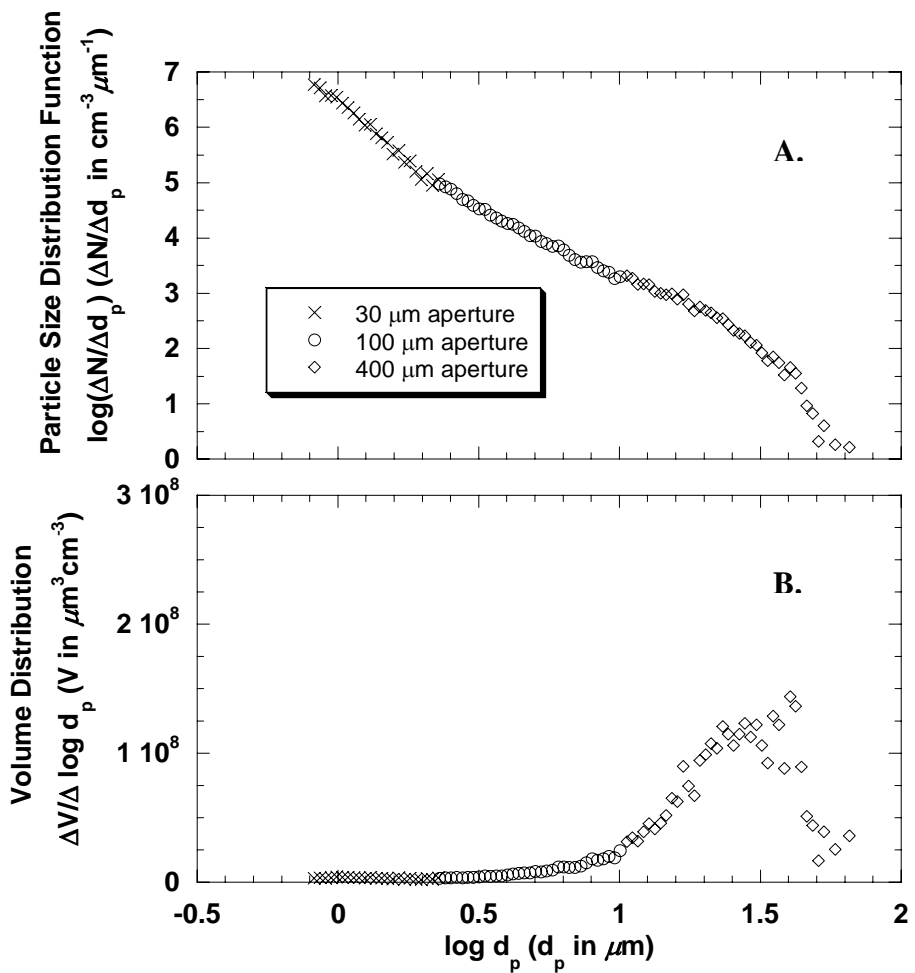 Particle Size Distribution Function
log(ΔN/Δd_p) (ΔN/Δd_p in cm^-3 μm^-1)
7
6
5
4
3
2
1
0
A.
30 μm aperture
100 μm aperture
400 μm aperture
Volume Distribution
ΔV/Δ log d_p (V in μm^3cm^-3)
3 10^8
2 10^8
1 10^8
0
B.
-0.5 0 0.5 1 1.5 2
log d_p (d_p in μm)